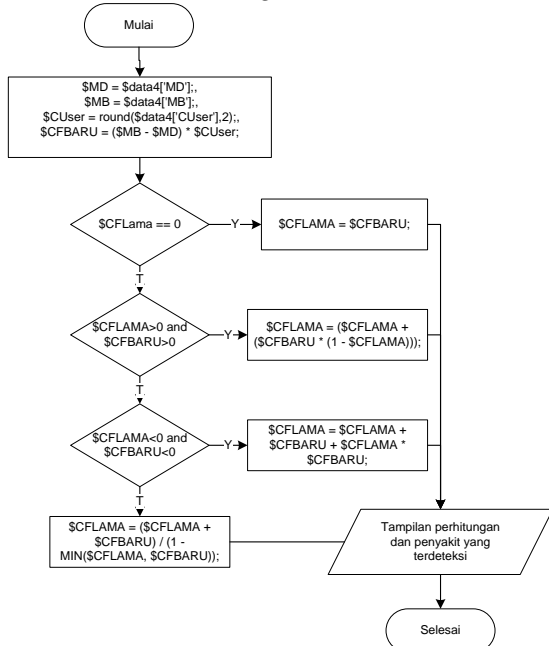 Mulai
$MD = $data4['MD'];,
$MB = $data4['MB'];,
$CUser = round($data4['CUser'],2);,
$CFBARU = ($MB - $MD) * $CUser;
$CFLama == 0
Y
$CFLAMA = $CFBARU;
T
$CFLAMA>0 and
$CFBARU>0
Y
$CFLAMA = ($CFLAMA +
($CFBARU * (1 - $CFLAMA)));
T
$CFLAMA<0 and
$CFBARU<0
Y
$CFLAMA = $CFLAMA +
$CFBARU + $CFLAMA *
$CFBARU;
T
$CFLAMA = ($CFLAMA +
$CFBARU) / (1 -
MIN($CFLAMA, $CFBARU));
Tampilan perhitungan
dan penyakit yang
terdeteksi
Selesai